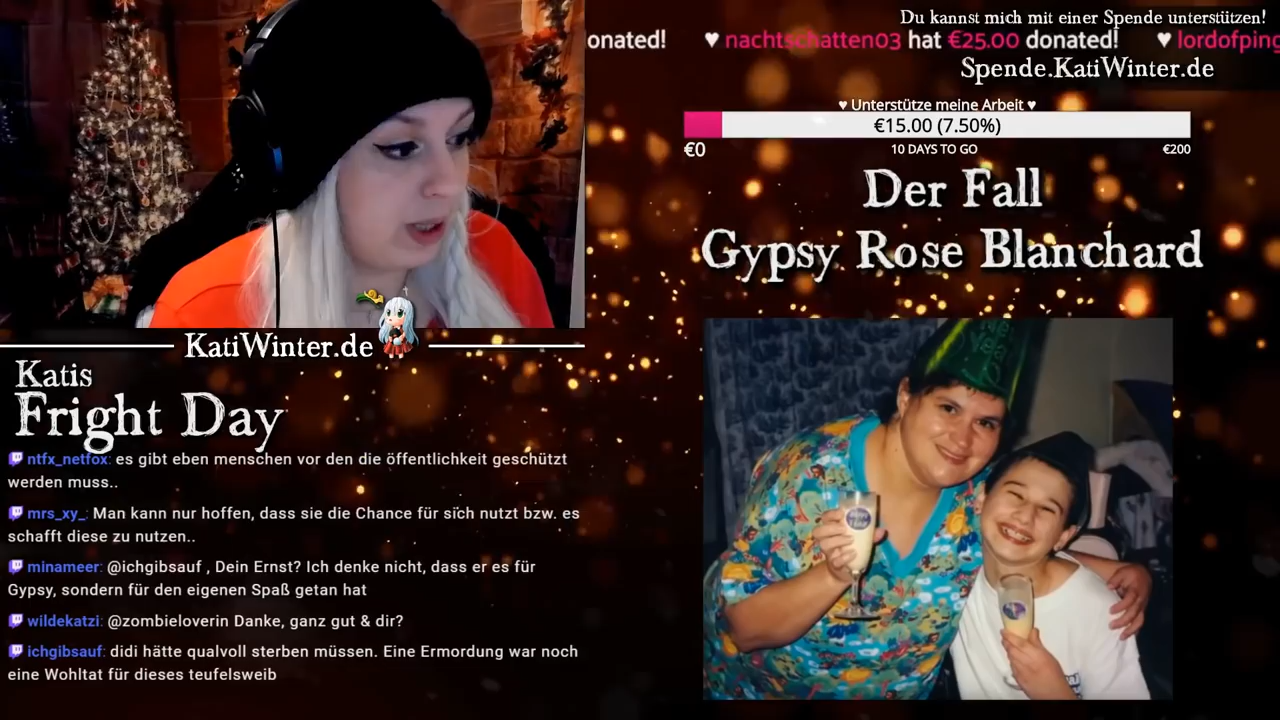 Du kannst mich mit einer Spende unterstützen!
onated! ♥ nachtschatten03 hat €25.00 donated! ♥ lordofping
Spende.KatiWinter.de
♥ Unterstütze meine Arbeit ♥
€15.00 (7.50%)
€0 10 DAYS TO GO €200
Der Fall
Gypsy Rose Blanchard
KatiWinter.de
Katis
Fright Day
ntfx_netfox: es gibt eben menschen vor den die öffentlichkeit geschützt
werden muss..
mrs_xy_: Man kann nur hoffen, dass sie die Chance für sich nutzt bzw. es
schafft diese zu nutzen..
minameer: @ichgibsauf , Dein Ernst? Ich denke nicht, dass er es für
Gypsy, sondern für den eigenen Spaß getan hat
wildekatzi: @zombieloverin Danke, ganz gut & dir?
ichgibsauf: didi hätte qualvoll sterben müssen. Eine Ermordung war noch
eine Wohltat für dieses teufelsweib